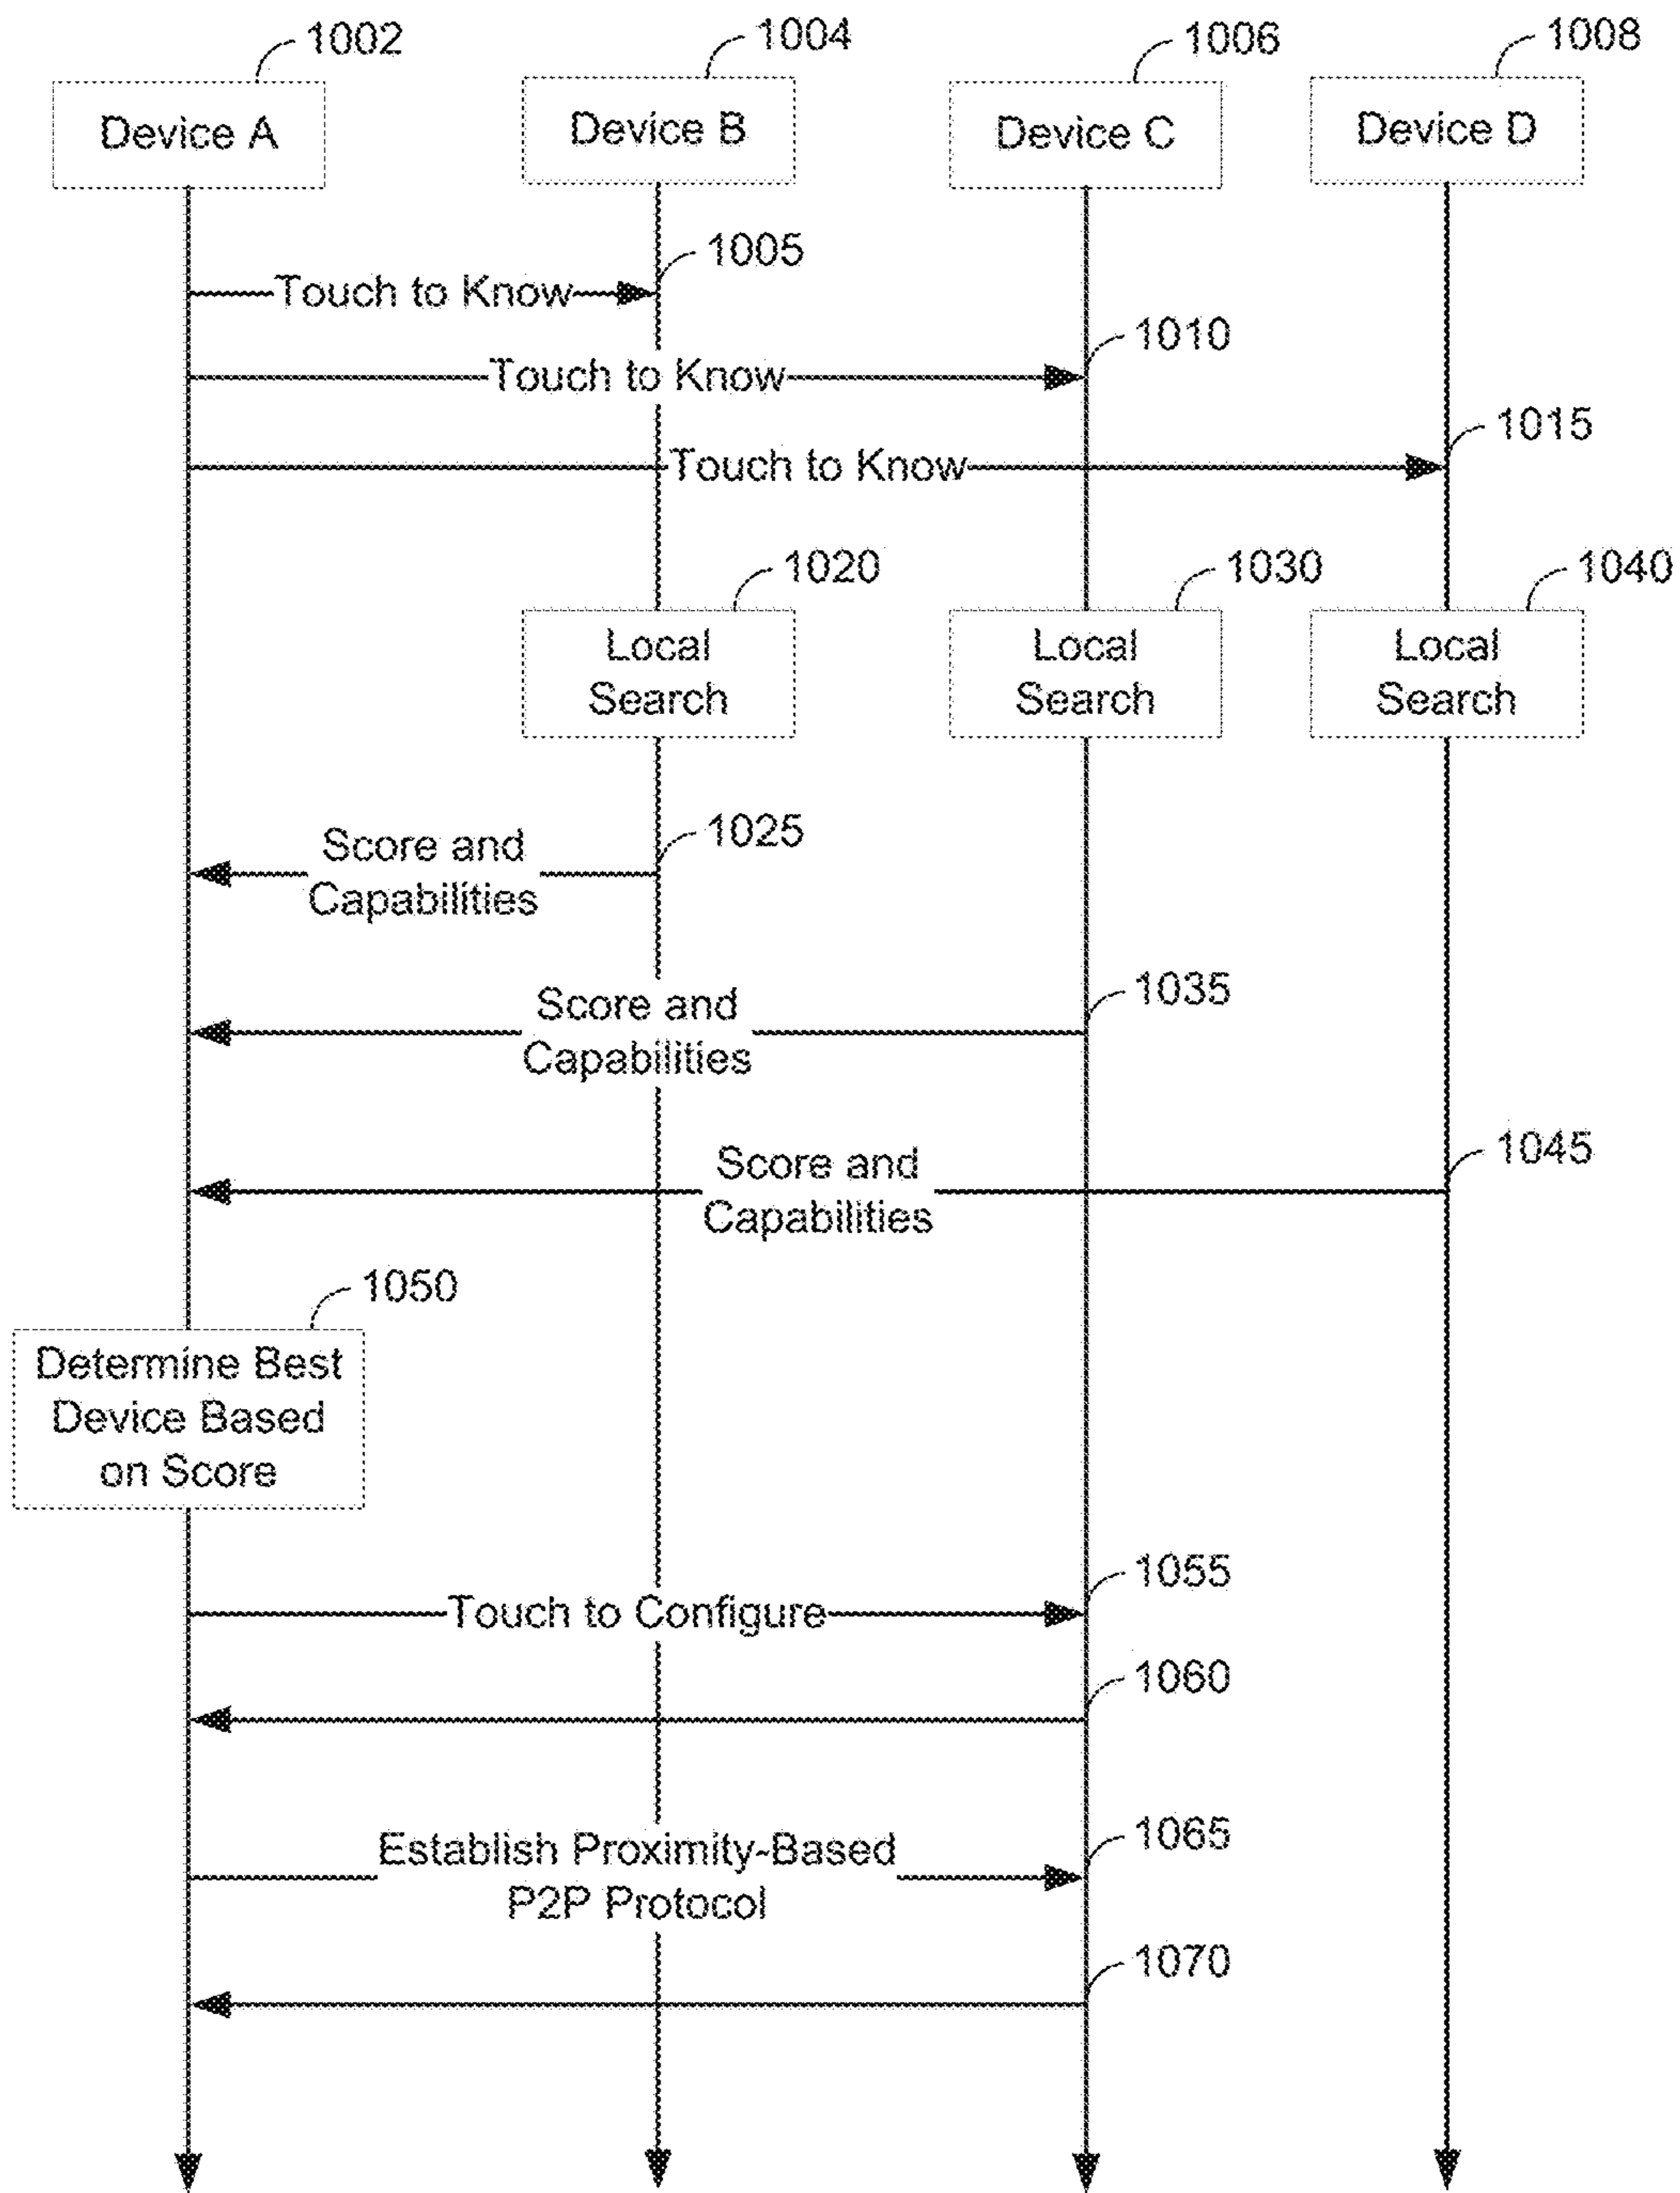 1002
1004
1006
1008
Device A
Device B
Device C
Device D
1005
Touch to Know
1010
Touch to Know
1015
Touch to Know
1020
1030
1040
Local
Search
Local
Search
Local
Search
1025
Score and
Capabilities
1035
Score and
Capabilities
1045
Score and
Capabilities
1050
Determine Best
Device Based
on Score
1055
Touch to Configure
1060
1065
Establish Proximity-Based
P2P Protocol
1070